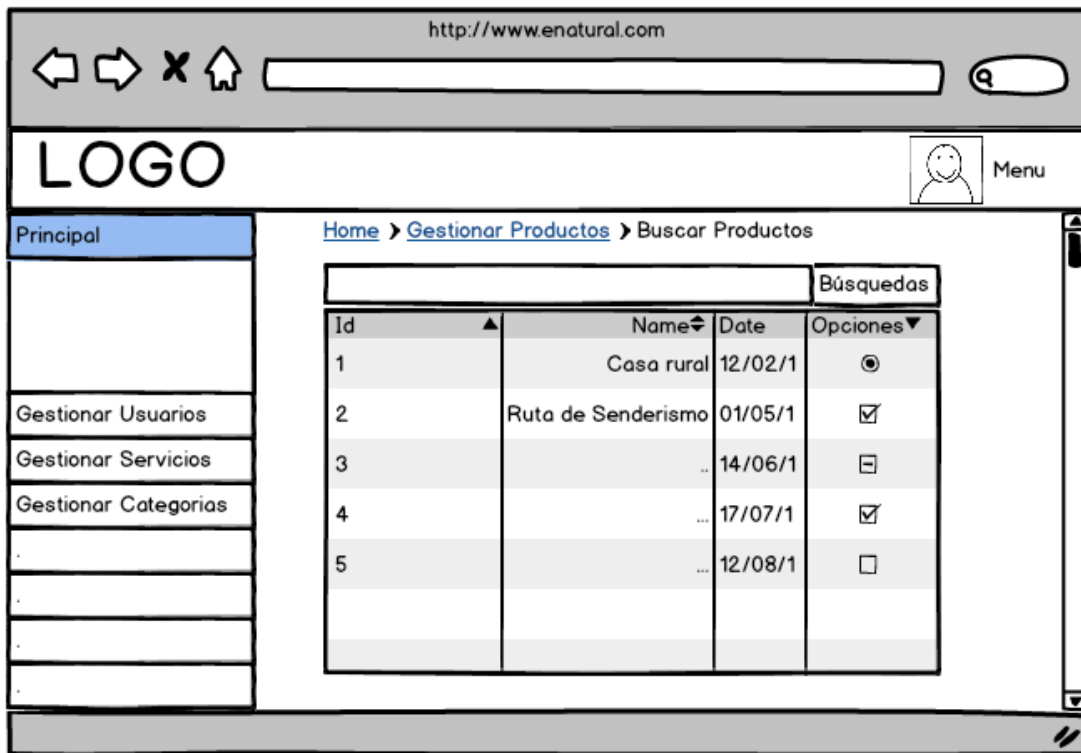 http://www.enatural.com
LOGO
Menu
Principal
Home > Gestionar Productos > Buscar Productos
Búsquedas
Id Name Date Opciones
1 Casa rural 12/02/1
Gestionar Usuarios
2 Ruta de Senderismo 01/05/1
Gestionar Servicios
3 .. 14/06/1
Gestionar Categorias
4 ... 17/07/1
.
5 ... 12/08/1
.
.
.